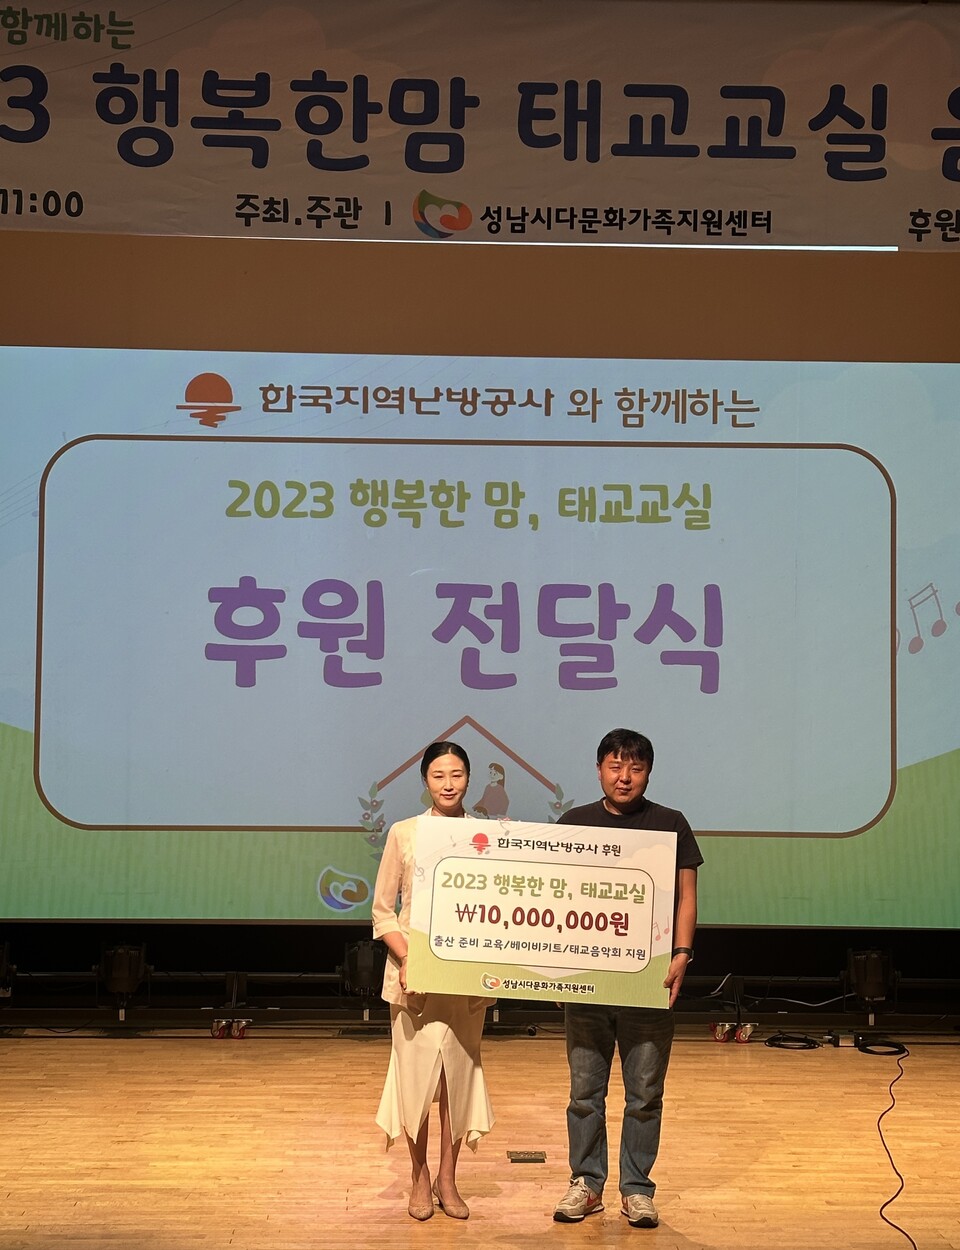 함께하는
3 행복한맘 태교교실
11:00
주최.주관 | 성남시다문화가족지원센터
후원
한국지역난방공사 와 함께하는
2023 행복한 맘, 태교교실
후원 전달식
한국지역난방공사 후원
2023 행복한 맘, 태교교실
₩10,000,000원
출산 준비 교육/베이비키트/태교음악회 지원
성남시다문화가족지원센터